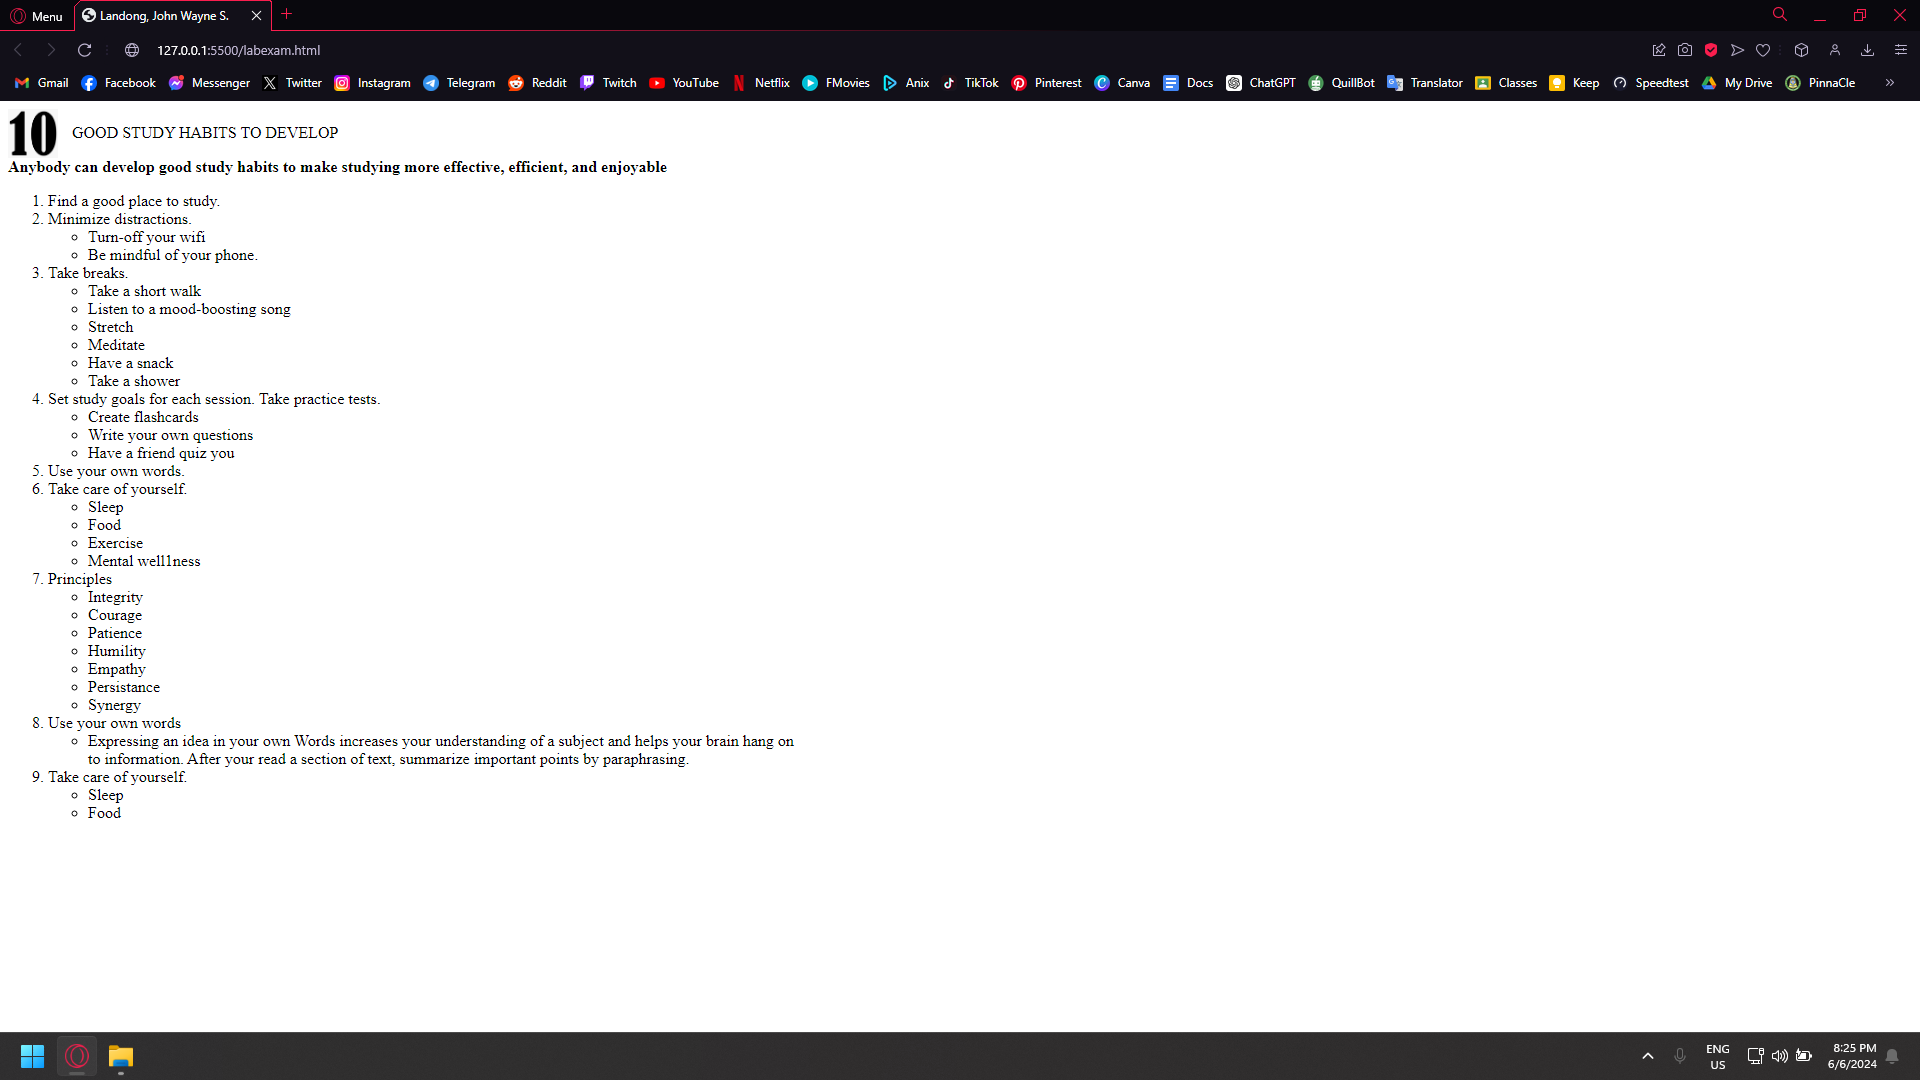 Menu
Landong, John Wayne S.
127.0.0.1:5500/labexam.html
Gmail Facebook Messenger Twitter Instagram Telegram Reddit Twitch YouTube Netflix FMovies Anix TikTok Pinterest Canva Docs ChatGPT QuillBot Translator Classes Keep Speedtest My Drive PinnaCle
10 GOOD STUDY HABITS TO DEVELOP
Anybody can develop good study habits to make studying more effective, efficient, and enjoyable
1. Find a good place to study.
2. Minimize distractions.
Turn-off your wifi
Be mindful of your phone.
3. Take breaks.
Take a short walk
Listen to a mood-boosting song
Stretch
Meditate
Have a snack
Take a shower
4. Set study goals for each session. Take practice tests.
Create flashcards
Write your own questions
Have a friend quiz you
5. Use your own words.
6. Take care of yourself.
Sleep
Food
Exercise
Mental well1ness
7. Principles
Integrity
Courage
Patience
Humility
Empathy
Persistance
Synergy
8. Use your own words
Expressing an idea in your own Words increases your understanding of a subject and helps your brain hang on
to information. After your read a section of text, summarize important points by paraphrasing.
9. Take care of yourself.
Sleep
Food
ENG
US
8:25 PM
6/6/2024